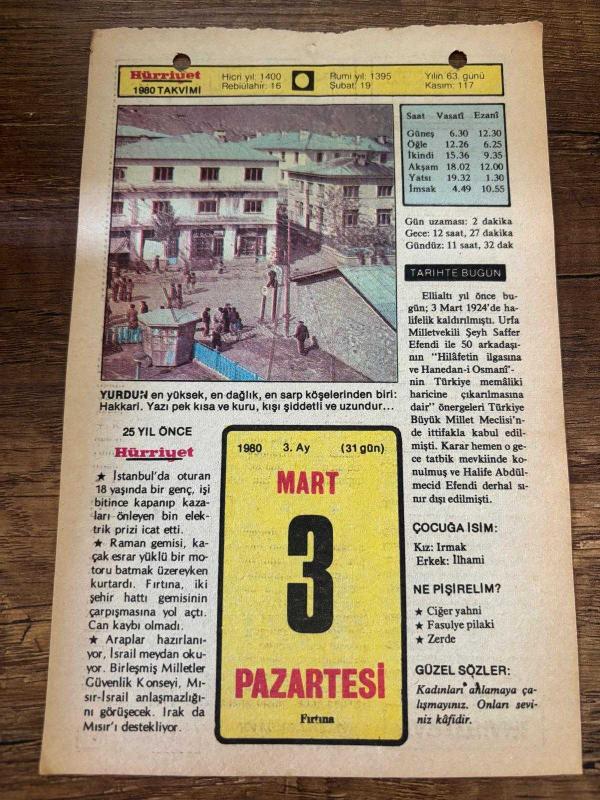 Hürriyet
1980 TAKVİMİ
Hicri yıl: 1400
Rebiülahir: 16
Rumi yıl: 1395
Şubat: 19
Yılın 63. günü
Kasım: 117
Saat Vasatî Ezanî
Güneş 6.30 12.30
Öğle 12.26 6.25
İkindi 15.36 9.35
Akşam 18.02 12.00
Yatsı 19.32 1.30
İmsak 4.49 10.55
Gün uzaması: 2 dakika
Gece: 12 saat, 27 dakika
Gündüz: 11 saat, 32 dak
YURDUN en yüksek, en dağlık, en sarp köşelerinden biri:
Hakkari. Yazı pek kısa ve kuru, kışı şiddetli ve uzundur...
TARIHTE BUGÜN
Ellialtı yıl önce bu-
gün; 3 Mart 1924'de ha-
lifelik kaldırılmıştı. Urfa
Milletvekili Şeyh Saffer
Efendi ile 50 arkadaşı-
nın "Hilâfetin ilgasına
ve Hanedan-i Osmanî'-
nin Türkiye memâliki
haricine çıkarılmasına
dair" önergeleri Türkiye
Büyük Millet Meclisi'n-
de ittifakla kabul edil-
mişti. Karar hemen o ge-
ce tatbik mevkiinde ko-
nulmuş ve Halife Abdül-
mecid Efendi derhal sı-
nır dışı edilmişti.
25 YIL ÖNCE
Hürriyet
★ İstanbul'da oturan
18 yaşında bir genç, işi
bitince kapanıp kaza-
ları önleyen bin elek-
trik prizi icat etti.
★ Raman gemisi, ka-
çak esrar yüklü bir mo-
toru batmak üzereyken
kurtardı. Fırtına, iki
şehir hattı gemisinin
çarpışmasına yol açtı.
Can kaybı olmadı.
★ Araplar hazırlanı-
yor, İsrail meydan oku-
yor. Birleşmiş Milletler
Güvenlik Konseyi, Mı-
sır-İsrail anlaşmazlığı-
nı görüşecek. Irak da
Mısır'ı destekliyor.
1980 3. Ay (31 gün)
MART
3
PAZARTESİ
Fırtına
ÇOCUĞA İSİM:
Kız: Irmak
Erkek: İlhami
NE PİŞİRELİM?
★ Ciğer yahni
★ Fasulye pilaki
★ Zerde
GÜZEL SÖZLER:
Kadınları anlamaya ça-
lışmayınız. Onları sevi-
niz kâfidir.